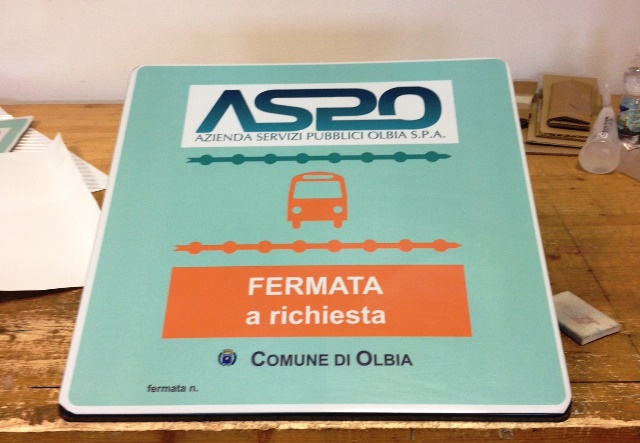 ASPO
AZIENDA SERVIZI PUBBLICI OLBIA S.P.A.
FERMATA
a richiesta
COMUNE DI OLBIA
fermata n.